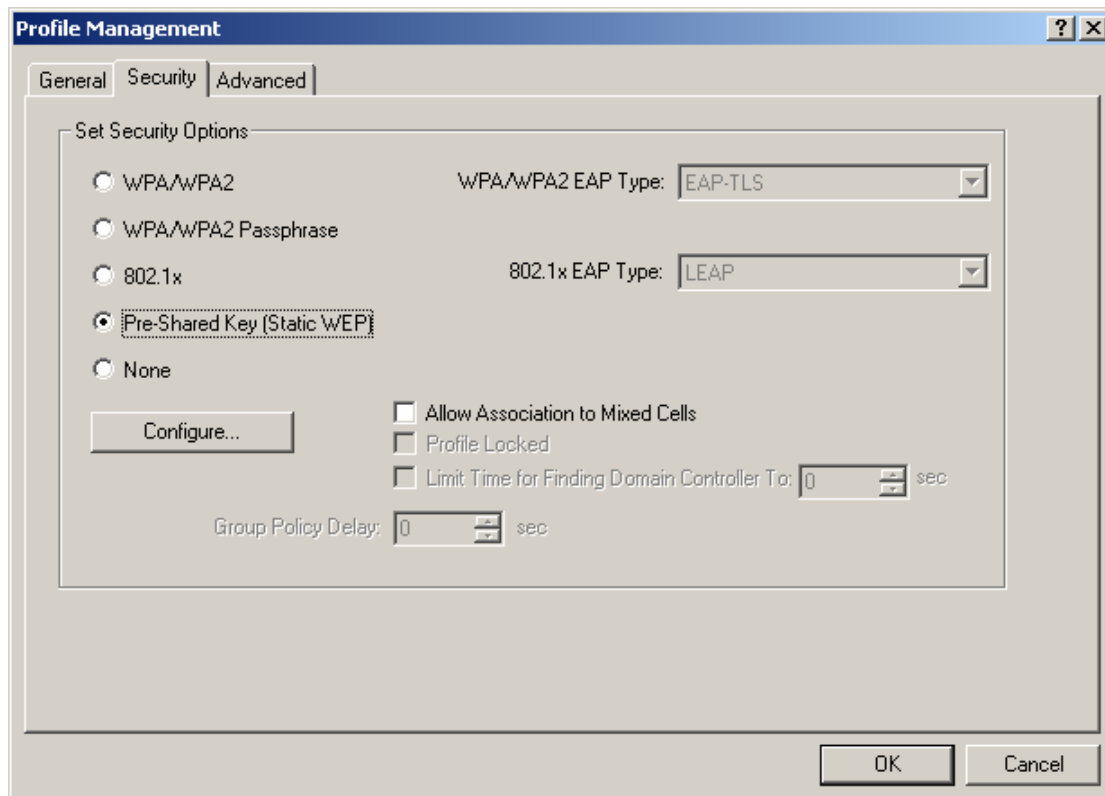 Profile Management
General Security Advanced
Set Security Options
WPA/WPA2 WPA/WPA2 EAP Type: EAP-TLS
WPA/WPA2 Passphrase
802.1x 802.1x EAP Type: LEAP
Pre-Shared Key (Static WEP)
None
Configure...
Allow Association to Mixed Cells
Profile Locked
Limit Time for Finding Domain Controller To: 0 sec
Group Policy Delay: 0 sec
OK Cancel